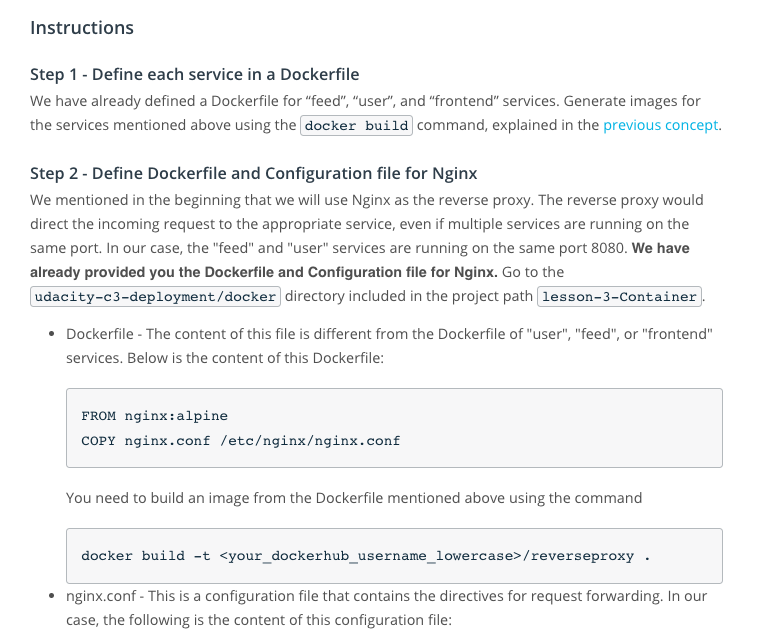 Instructions
Step 1 - Define each service in a Dockerfile
We have already defined a Dockerfile for “feed”, “user”, and “frontend” services. Generate images for
the services mentioned above using the docker build command, explained in the previous concept.
Step 2 - Define Dockerfile and Configuration file for Nginx
We mentioned in the beginning that we will use Nginx as the reverse proxy. The reverse proxy would
direct the incoming request to the appropriate service, even if multiple services are running on the
same port. In our case, the "feed" and "user" services are running on the same port 8080. We have
already provided you the Dockerfile and Configuration file for Nginx. Go to the
udacity-c3-deployment/docker directory included in the project path lesson-3-Container.
• Dockerfile - The content of this file is different from the Dockerfile of "user", "feed", or "frontend"
services. Below is the content of this Dockerfile:
FROM nginx:alpine
COPY nginx.conf /etc/nginx/nginx.conf
You need to build an image from the Dockerfile mentioned above using the command
docker build -t <your_dockerhub_username_lowercase>/reverseproxy .
• nginx.conf - This is a configuration file that contains the directives for request forwarding. In our
case, the following is the content of this configuration file: